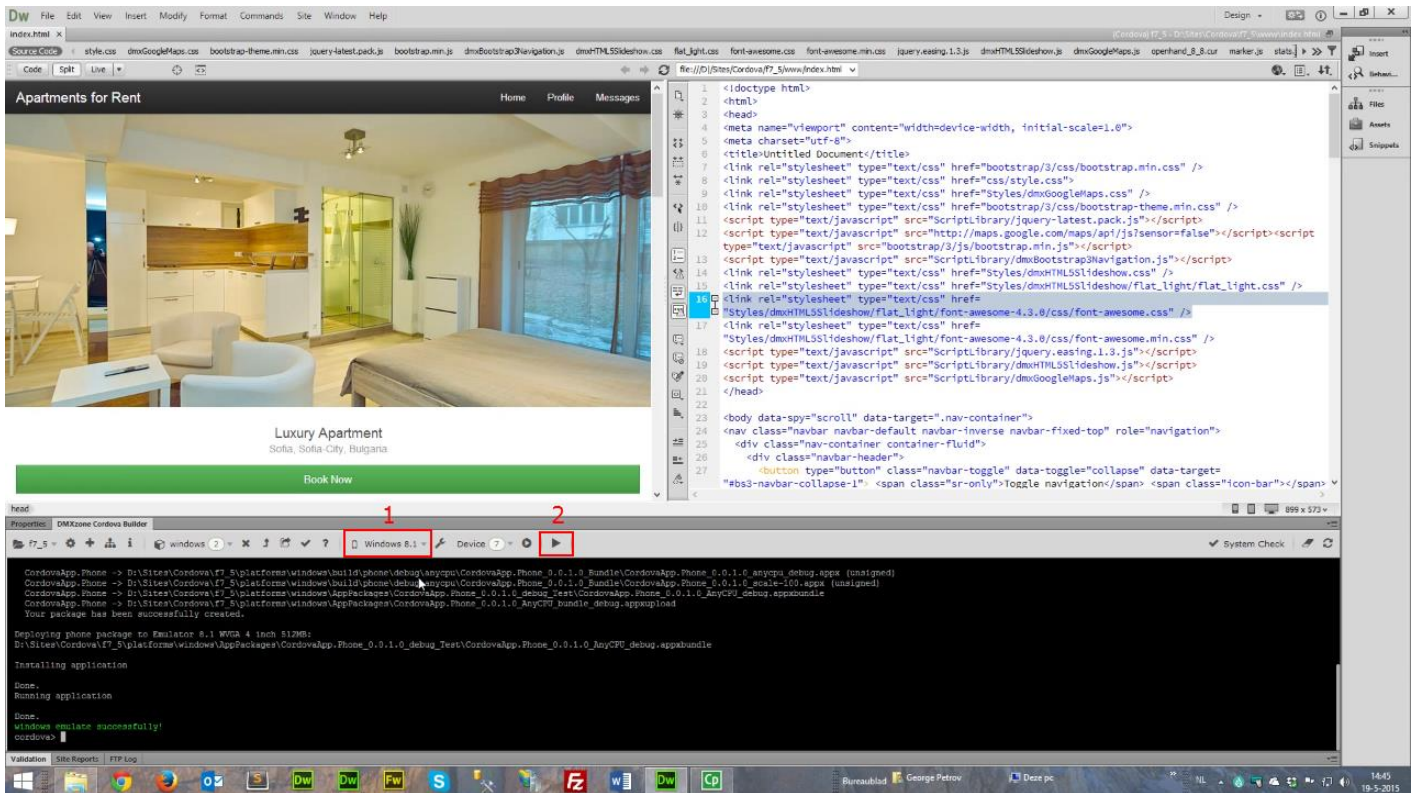 DW File Edit View Insert Modify Format Commands Site Window Help
Design
index.html ×
(Cordova) f7_5 - D:\Sites\Cordova\f7_5\www\index.html
Source Code style.css dmxGoogleMaps.css bootstrap-theme.min.css jquery-latest.pack.js bootstrap.min.js dmxBootstrap3Navigation.js dmxHTML5Slideshow.css flat_light.css font-awesome.css font-awesome.min.css jquery.easing.1.3.js dmxHTML5Slideshow.js dmxGoogleMaps.js openhand_8_8.cur marker.js stats.j
Code Split Live
file:///D|/Sites/Cordova/f7_5/www/index.html
Insert
Behavi...
Files
Assets
Snippets
Apartments for Rent
Home Profile Messages
Luxury Apartment
Sofia, Sofia-City, Bulgaria
Book Now
1 <!doctype html>
2 <html>
3 <head>
4 <meta name="viewport" content="width=device-width, initial-scale=1.0">
5 <meta charset="utf-8">
6 <title>Untitled Document</title>
7 <link rel="stylesheet" type="text/css" href="bootstrap/3/css/bootstrap.min.css" />
8 <link rel="stylesheet" type="text/css" href="css/style.css">
9 <link rel="stylesheet" type="text/css" href="Styles/dmxGoogleMaps.css" />
10 <link rel="stylesheet" type="text/css" href="bootstrap/3/css/bootstrap-theme.min.css" />
11 <script type="text/javascript" src="ScriptLibrary/jquery-latest.pack.js"></script>
12 <script type="text/javascript" src="http://maps.google.com/maps/api/js?sensor=false"></script><script
type="text/javascript" src="bootstrap/3/js/bootstrap.min.js"></script>
13 <script type="text/javascript" src="ScriptLibrary/dmxBootstrap3Navigation.js"></script>
14 <link rel="stylesheet" type="text/css" href="Styles/dmxHTML5Slideshow.css" />
15 <link rel="stylesheet" type="text/css" href="Styles/dmxHTML5Slideshow/flat_light/flat_light.css" />
16 <link rel="stylesheet" type="text/css" href=
"Styles/dmxHTML5Slideshow/flat_light/font-awesome-4.3.0/css/font-awesome.css" />
17 <link rel="stylesheet" type="text/css" href=
"Styles/dmxHTML5Slideshow/flat_light/font-awesome-4.3.0/css/font-awesome.min.css" />
18 <script type="text/javascript" src="ScriptLibrary/jquery.easing.1.3.js"></script>
19 <script type="text/javascript" src="ScriptLibrary/dmxHTML5Slideshow.js"></script>
20 <script type="text/javascript" src="ScriptLibrary/dmxGoogleMaps.js"></script>
21 </head>
22
23 <body data-spy="scroll" data-target=".nav-container">
24 <nav class="navbar navbar-default navbar-inverse navbar-fixed-top" role="navigation">
25 <div class="nav-container container-fluid">
26 <div class="navbar-header">
27 <button type="button" class="navbar-toggle" data-toggle="collapse" data-target=
"#bs3-navbar-collapse-1"> <span class="sr-only">Toggle navigation</span> <span class="icon-bar"></span>
head
899 x 573
Properties DMXzone Cordova Builder
1 2
f7_5 windows 2 ? Windows 8.1 Device 7 System Check
CordovaApp.Phone -> D:\Sites\Cordova\f7_5\platforms\windows\build\phone\debug\anycpu\CordovaApp.Phone_0.0.1.0_Bundle\CordovaApp.Phone_0.0.1.0_anycpu_debug.appx (unsigned)
CordovaApp.Phone -> D:\Sites\Cordova\f7_5\platforms\windows\build\phone\debug\anycpu\CordovaApp.Phone_0.0.1.0_Bundle\CordovaApp.Phone_0.0.1.0_scale-100.appx (unsigned)
CordovaApp.Phone -> D:\Sites\Cordova\f7_5\platforms\windows\AppPackages\CordovaApp.Phone_0.0.1.0_debug_Test\CordovaApp.Phone_0.0.1.0_AnyCPU_debug.appxbundle
CordovaApp.Phone -> D:\Sites\Cordova\f7_5\platforms\windows\AppPackages\CordovaApp.Phone_0.0.1.0_AnyCPU_bundle_debug.appxupload
Your package has been successfully created.
Deploying phone package to Emulator 8.1 WVGA 4 inch 512MB:
D:\Sites\Cordova\f7_5\platforms\windows\AppPackages\CordovaApp.Phone_0.0.1.0_debug_Test\CordovaApp.Phone_0.0.1.0_AnyCPU_debug.appxbundle
Installing application
Done.
Running application
Done.
windows emulate successfully!
cordova>
Validation Site Reports FTP Log
S Dw Dw Fw S Fz W Dw Cp
Bureaublad George Petrov Deze pc NL 14:45
19-5-2015